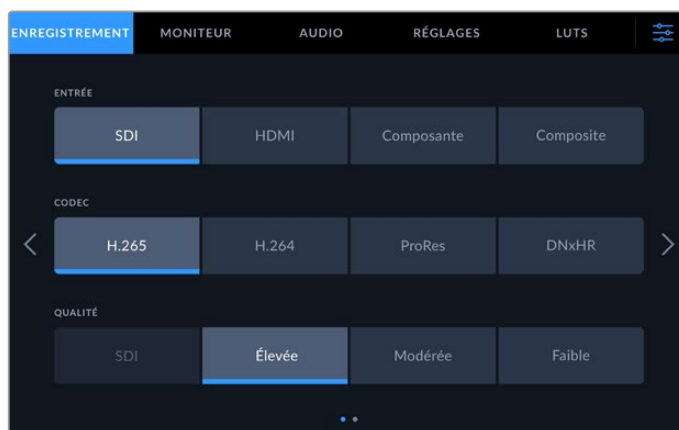 ENREGISTREMENT MONITEUR AUDIO RÉGLAGES LUTS
ENTRÉE
SDI HDMI Composante Composite
CODEC
H.265 H.264 ProRes DNxHR
QUALITÉ
SDI Élevée Modérée Faible